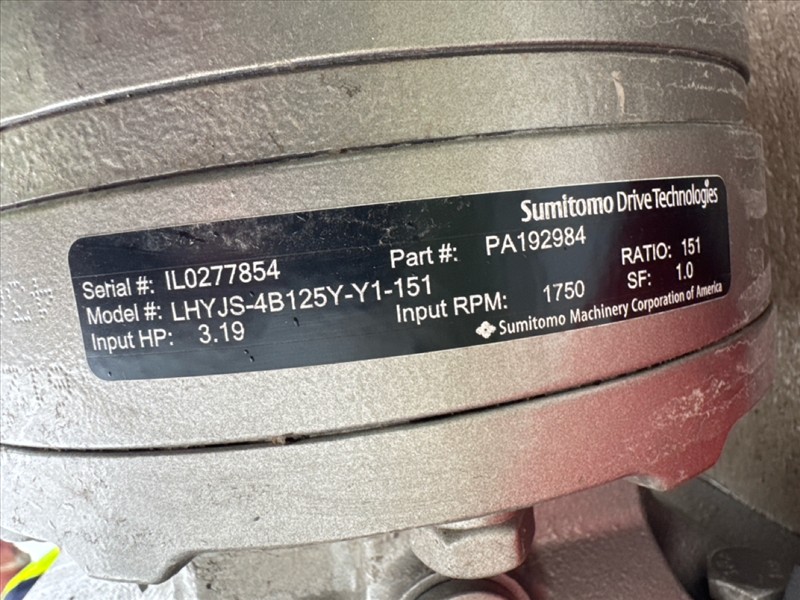 Sumitomo Drive Technologies
Serial #: IL0277854 Part #: PA192984
Model #: LHYJS-4B125Y-Y1-151 RATIO: 151
Input HP: 3.19 Input RPM: 1750 SF: 1.0
Sumitomo Machinery Corporation of America